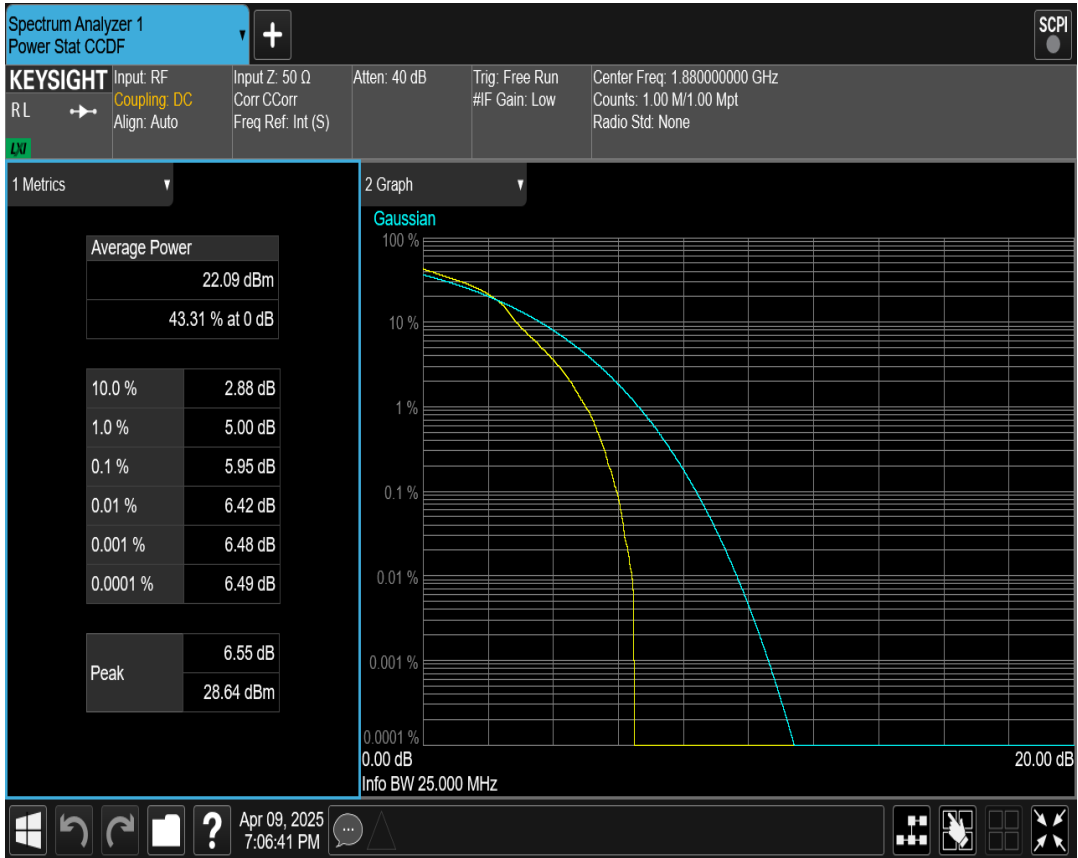 Spectrum Analyzer 1
Power Stat CCDF
SCPI
KEYSIGHT
R L
LXI
Input: RF
Coupling: DC
Align: Auto
Input Z: 50 Ω
Corr CCorr
Freq Ref: Int (S)
Atten: 40 dB
Trig: Free Run
#IF Gain: Low
Center Freq: 1.880000000 GHz
Counts: 1.00 M/1.00 Mpt
Radio Std: None
1 Metrics
Average Power
22.09 dBm
43.31 % at 0 dB
10.0 % 2.88 dB
1.0 % 5.00 dB
0.1 % 5.95 dB
0.01 % 6.42 dB
0.001 % 6.48 dB
0.0001 % 6.49 dB
Peak
6.55 dB
28.64 dBm
2 Graph
Gaussian
100 %
10 %
1 %
0.1 %
0.01 %
0.001 %
0.0001 %
0.00 dB 20.00 dB
Info BW 25.000 MHz
?
Apr 09, 2025
7:06:41 PM